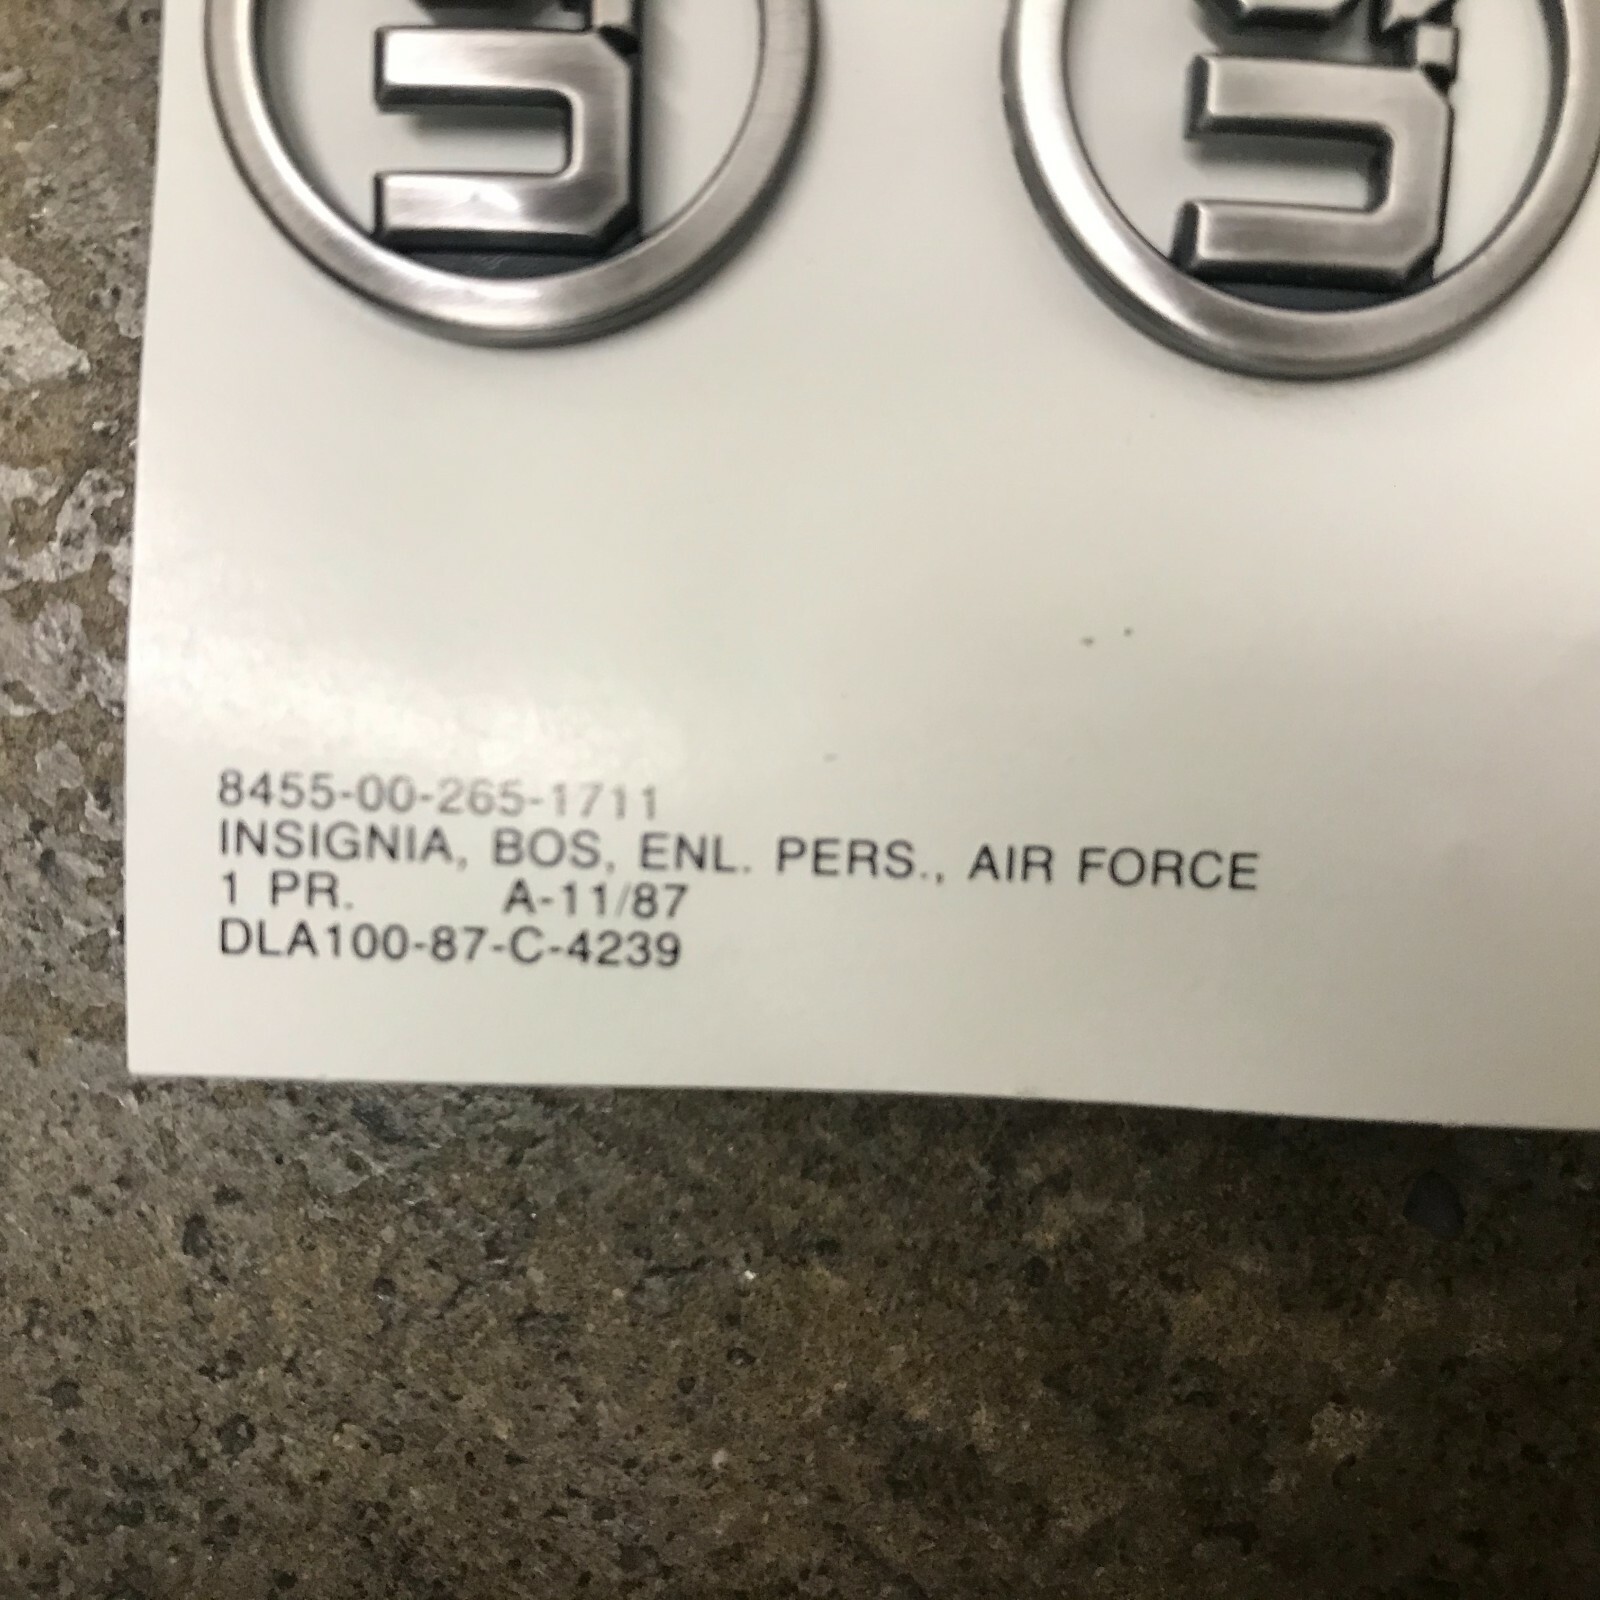 U.
U.
8455-00-265-1711
INSIGNIA, BOS, ENL. PERS., AIR FORCE
1 PR. A-11/87
DLA100-87-C-4239